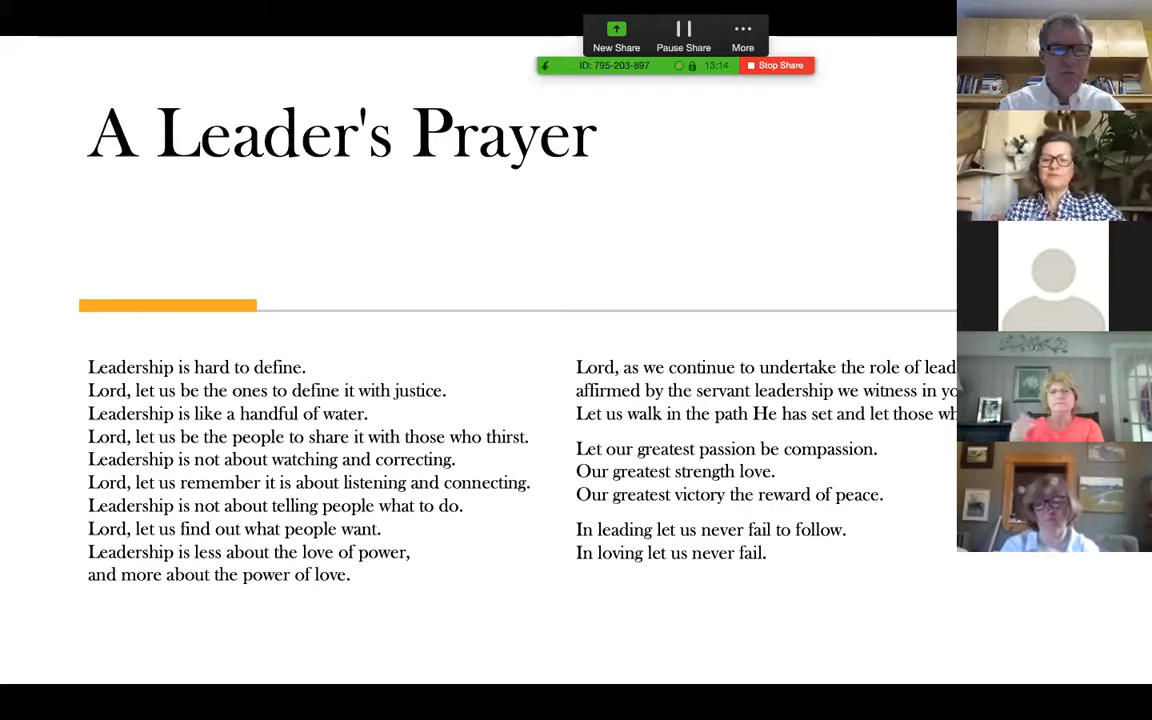 New Share
Pause Share
More
ID: 795-203-897
13:14
Stop Share
A Leader's Prayer
Leadership is hard to define.
Lord, let us be the ones to define it with justice.
Leadership is like a handful of water.
Lord, let us be the people to share it with those who thirst.
Leadership is not about watching and correcting.
Lord, let us remember it is about listening and connecting.
Leadership is not about telling people what to do.
Lord, let us find out what people want.
Leadership is less about the love of power,
and more about the power of love.
Lord, as we continue to undertake the role of
affirmed by the servant leadership we witness in
Let us walk in the path He has set and let those
Let our greatest passion be compassion.
Our greatest strength love.
Our greatest victory the reward of peace.
In leading let us never fail to follow.
In loving let us never fail.